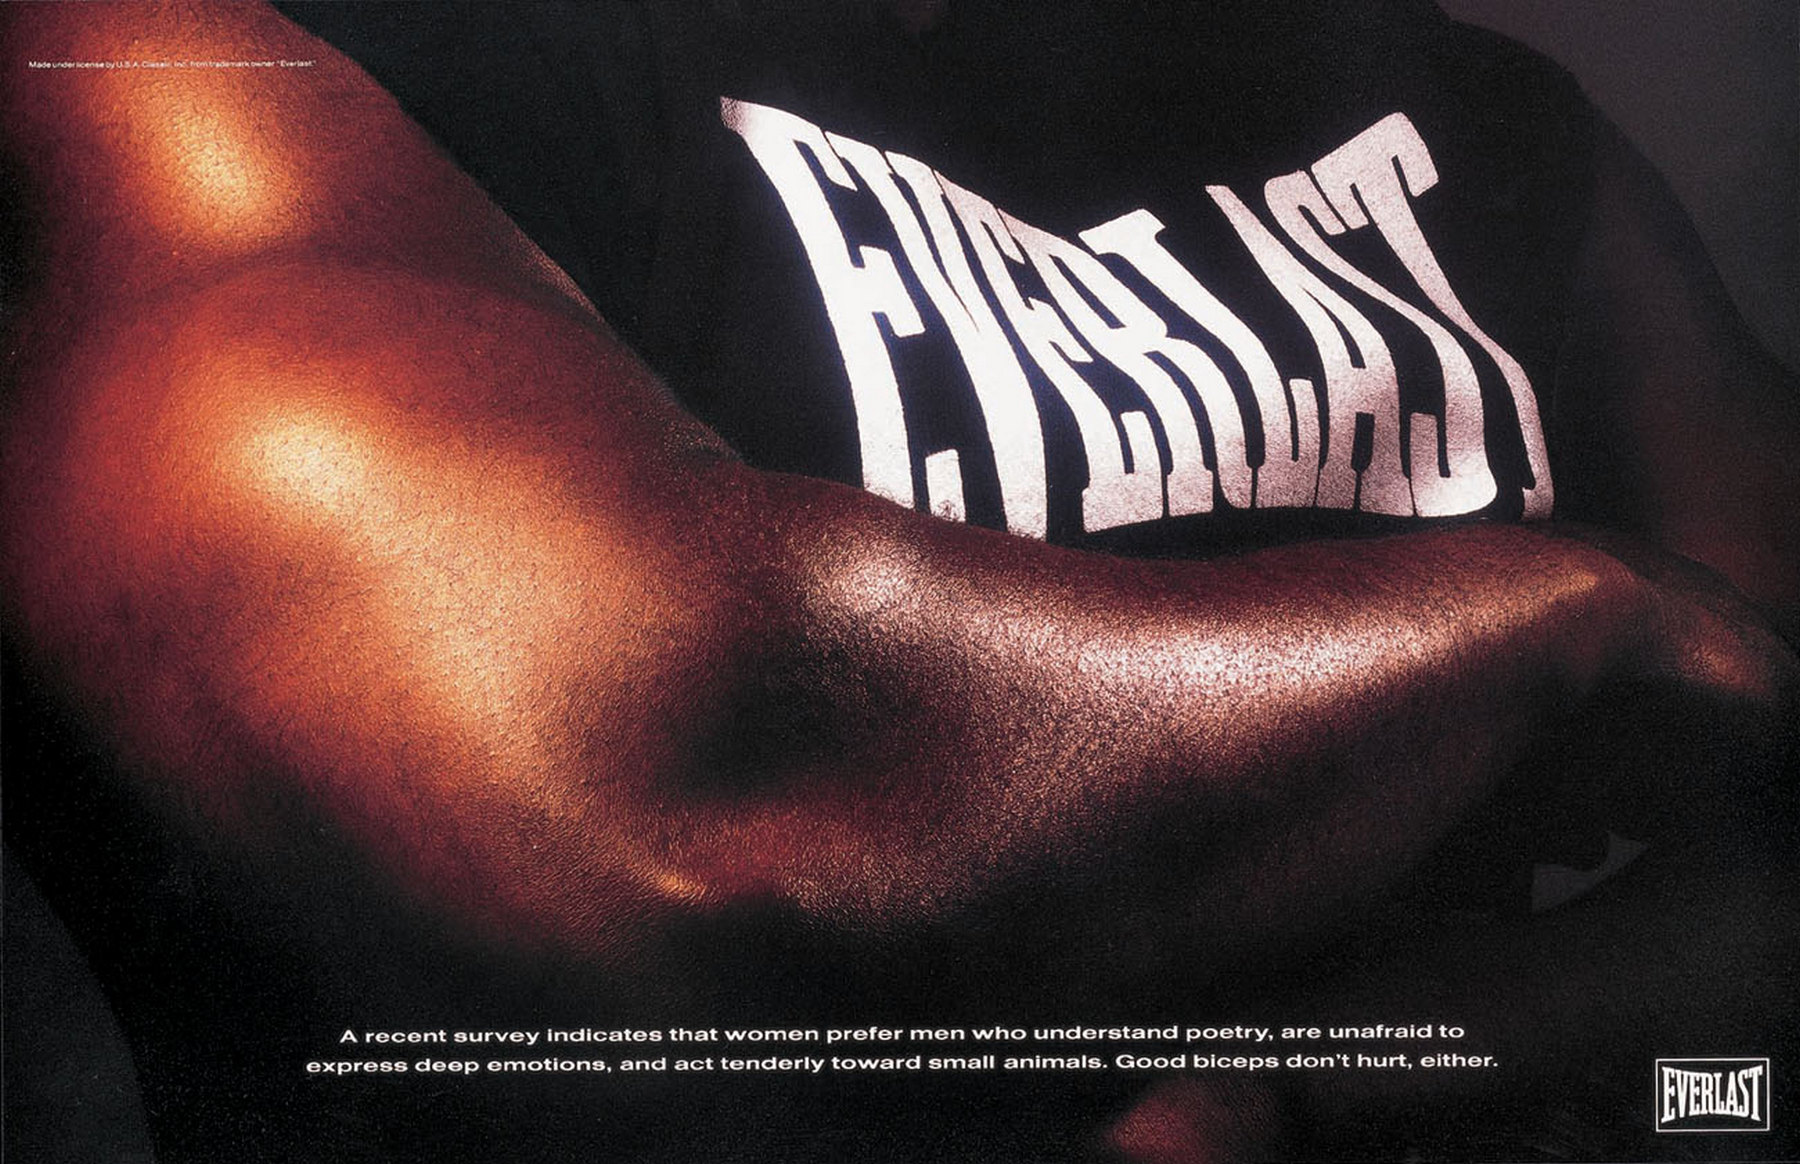 Made under license by U.S.A. Classic, Inc. from trademark owner "Everlast."
EVERLAST
A recent survey indicates that women prefer men who understand poetry, are unafraid to
express deep emotions, and act tenderly toward small animals. Good biceps don't hurt, either.
EVERLAST